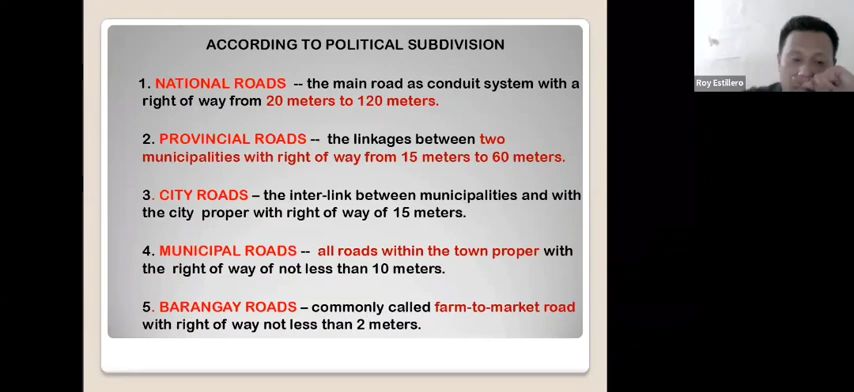 ACCORDING TO POLITICAL SUBDIVISION
1. NATIONAL ROADS -- the main road as conduit system with a
right of way from 20 meters to 120 meters.
2. PROVINCIAL ROADS -- the linkages between two
municipalities with right of way from 15 meters to 60 meters.
3. CITY ROADS – the inter-link between municipalities and with
the city proper with right of way of 15 meters.
4. MUNICIPAL ROADS -- all roads within the town proper with
the right of way of not less than 10 meters.
5. BARANGAY ROADS – commonly called farm-to-market road
with right of way not less than 2 meters.
Roy Estillero